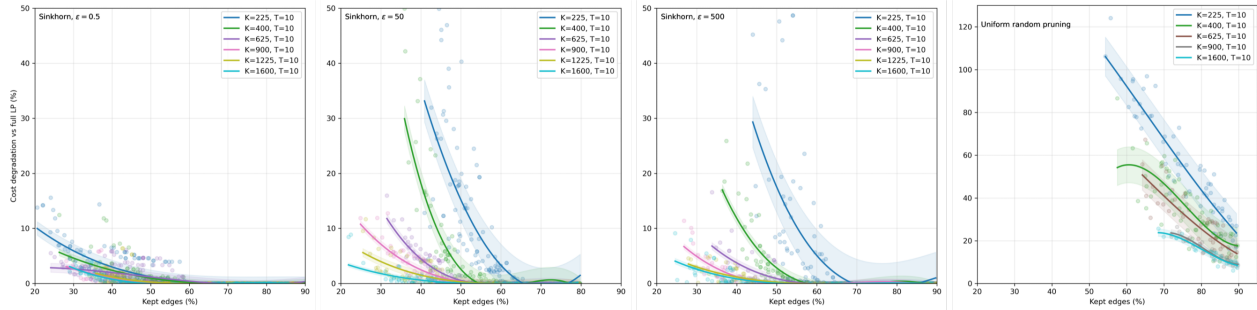 Sinkhorn, ε = 0.5
K=225, T=10
K=400, T=10
K=625, T=10
K=900, T=10
K=1225, T=10
K=1600, T=10
Cost degradation vs full LP (%)
50
40
30
20
10
0
20 30 40 50 60 70 80 90
Kept edges (%)
Sinkhorn, ε = 50
K=225, T=10
K=400, T=10
K=625, T=10
K=900, T=10
K=1225, T=10
K=1600, T=10
50
40
30
20
10
0
20 30 40 50 60 70 80 90
Kept edges (%)
Sinkhorn, ε = 500
K=225, T=10
K=400, T=10
K=625, T=10
K=900, T=10
K=1225, T=10
K=1600, T=10
50
40
30
20
10
0
20 30 40 50 60 70 80 90
Kept edges (%)
Uniform random pruning
K=225, T=10
K=400, T=10
K=625, T=10
K=900, T=10
K=1600, T=10
120
100
80
60
40
20
20 30 40 50 60 70 80 90
Kept edges (%)